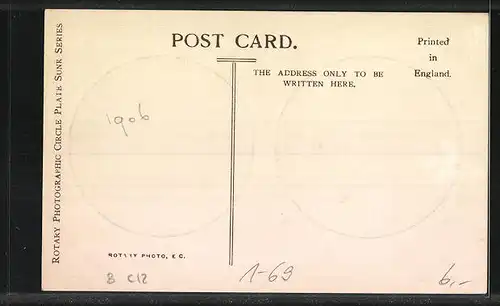 POST CARD.
Printed
in
England.
THE ADDRESS ONLY TO BE
WRITTEN HERE.
ROTARY PHOTOGRAPHIC CIRCLE PLATE SUNK SERIES
1906
ROTARY PHOTO, E.C.
B C12
1-69
6,-